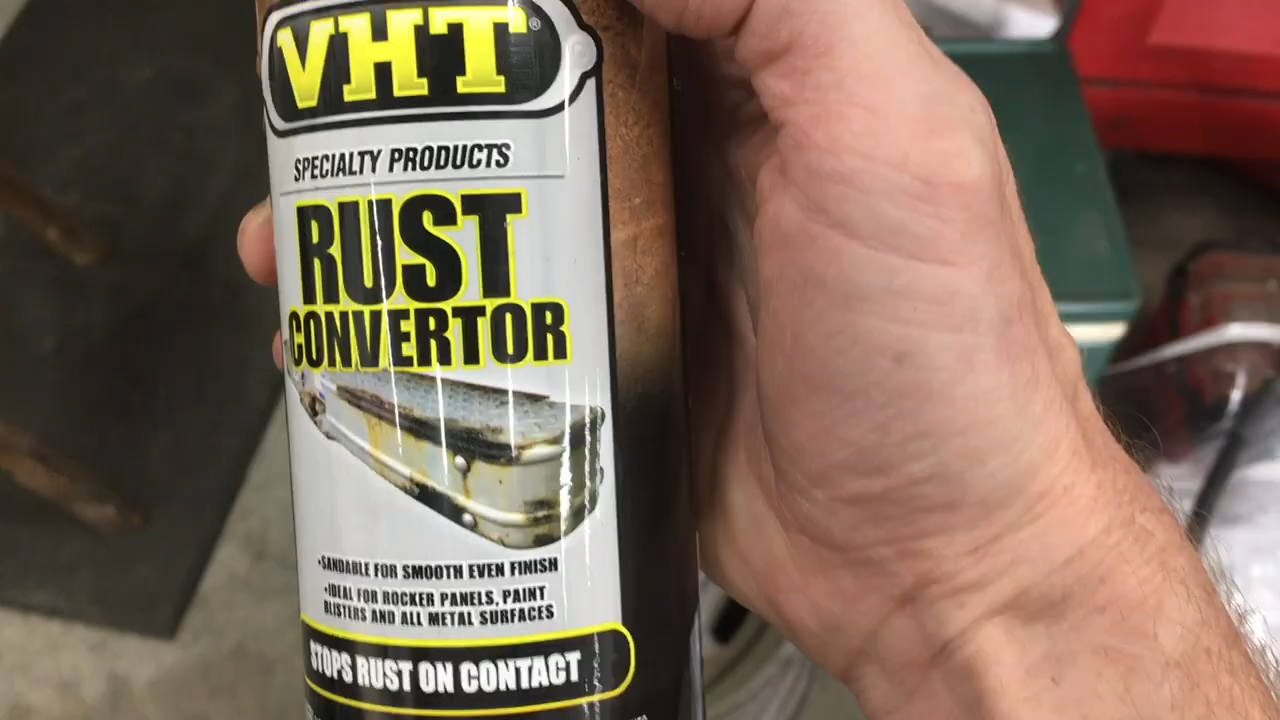 VHT®
SPECIALTY PRODUCTS
RUST
CONVERTOR
•SANDABLE FOR SMOOTH EVEN FINISH
•IDEAL FOR ROCKER PANELS, PAINT
BLISTERS AND ALL METAL SURFACES
STOPS RUST ON CONTACT